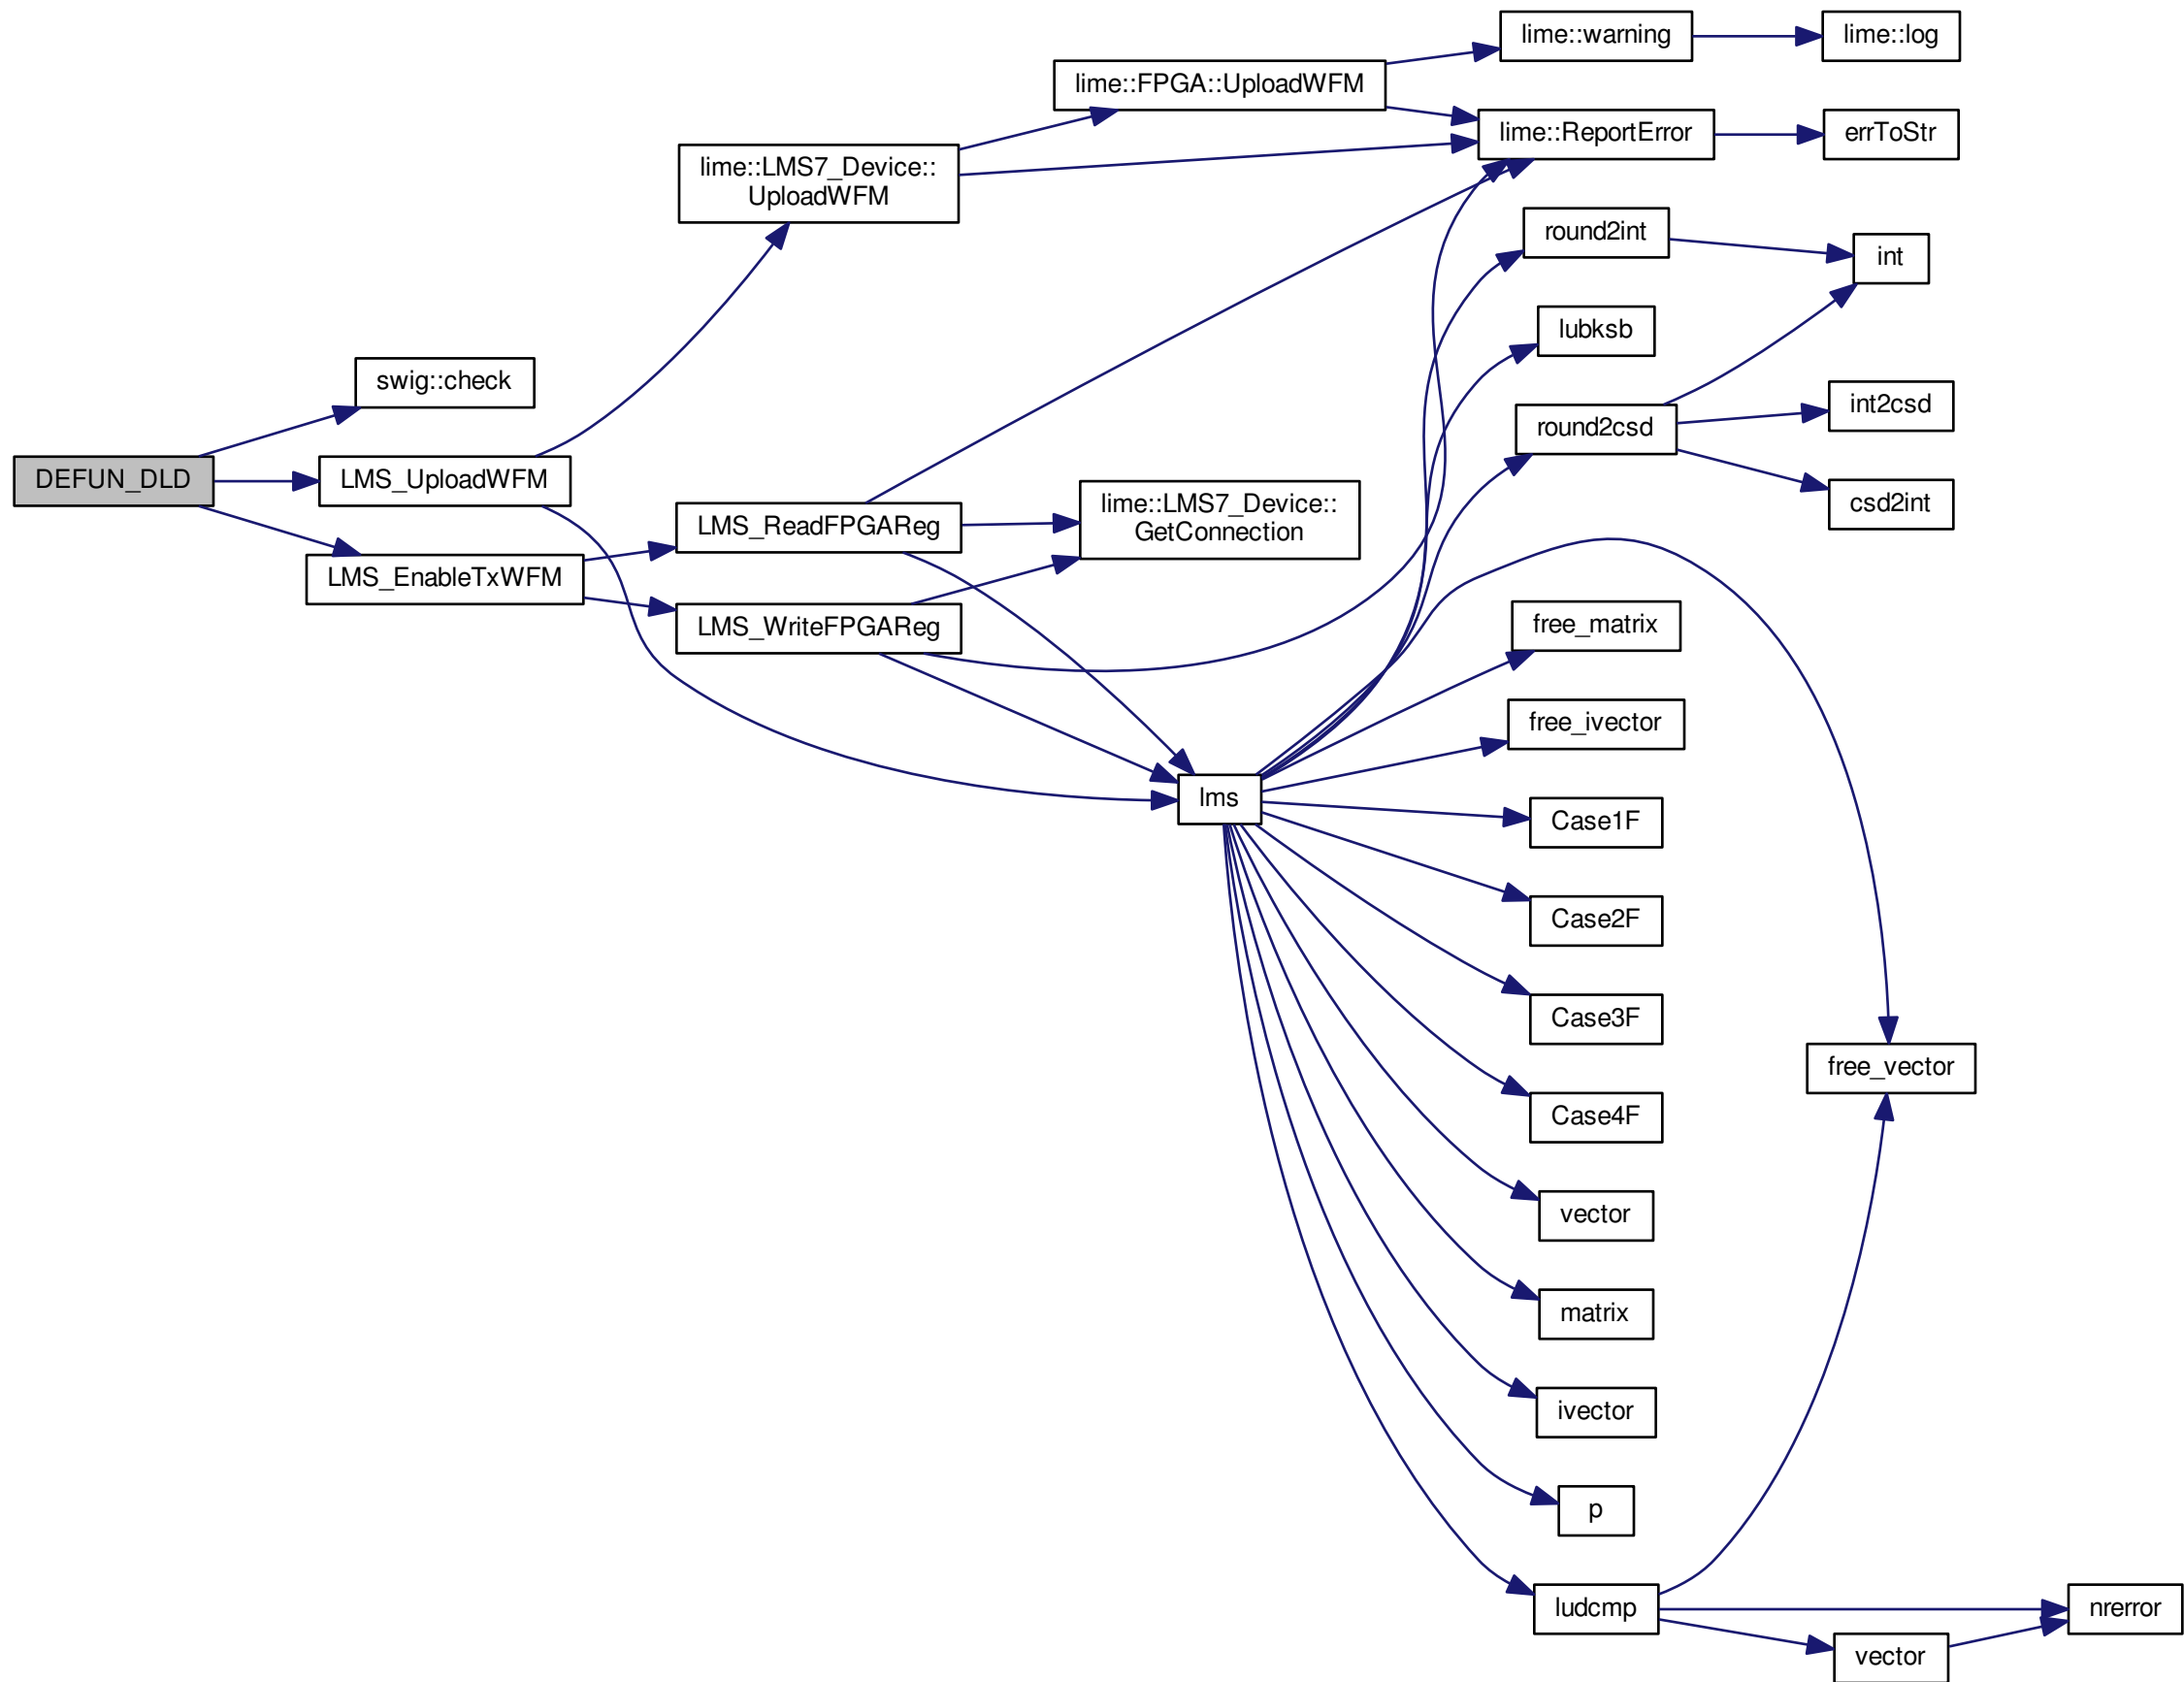 lime::warning
lime::log
lime::FPGA::UploadWFM
lime::ReportError
errToStr
lime::LMS7_Device::
UploadWFM
round2int
int
lubksb
swig::check
int2csd
round2csd
DEFUN_DLD
LMS_UploadWFM
csd2int
lime::LMS7_Device::
GetConnection
LMS_ReadFPGAReg
LMS_EnableTxWFM
LMS_WriteFPGAReg
free_matrix
free_ivector
lms
Case1F
Case2F
Case3F
free_vector
Case4F
vector
matrix
ivector
p
ludcmp
nrerror
vector